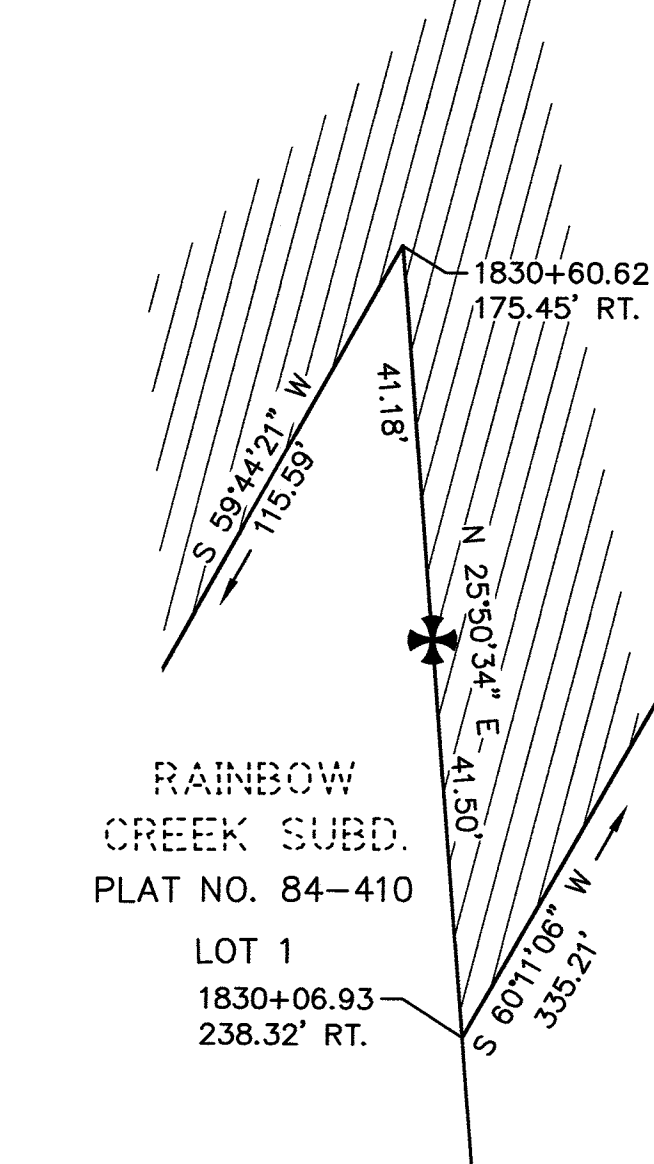 1830+60.62
175.45' RT.
41.18'
S 59°44'21" W
115.59'
N 25°50'34" E
41.50'
RAINBOW
CREEK SUBD.
PLAT NO. 84-410
LOT 1
1830+06.93
238.32' RT.
S 60°11'06" W
335.21'